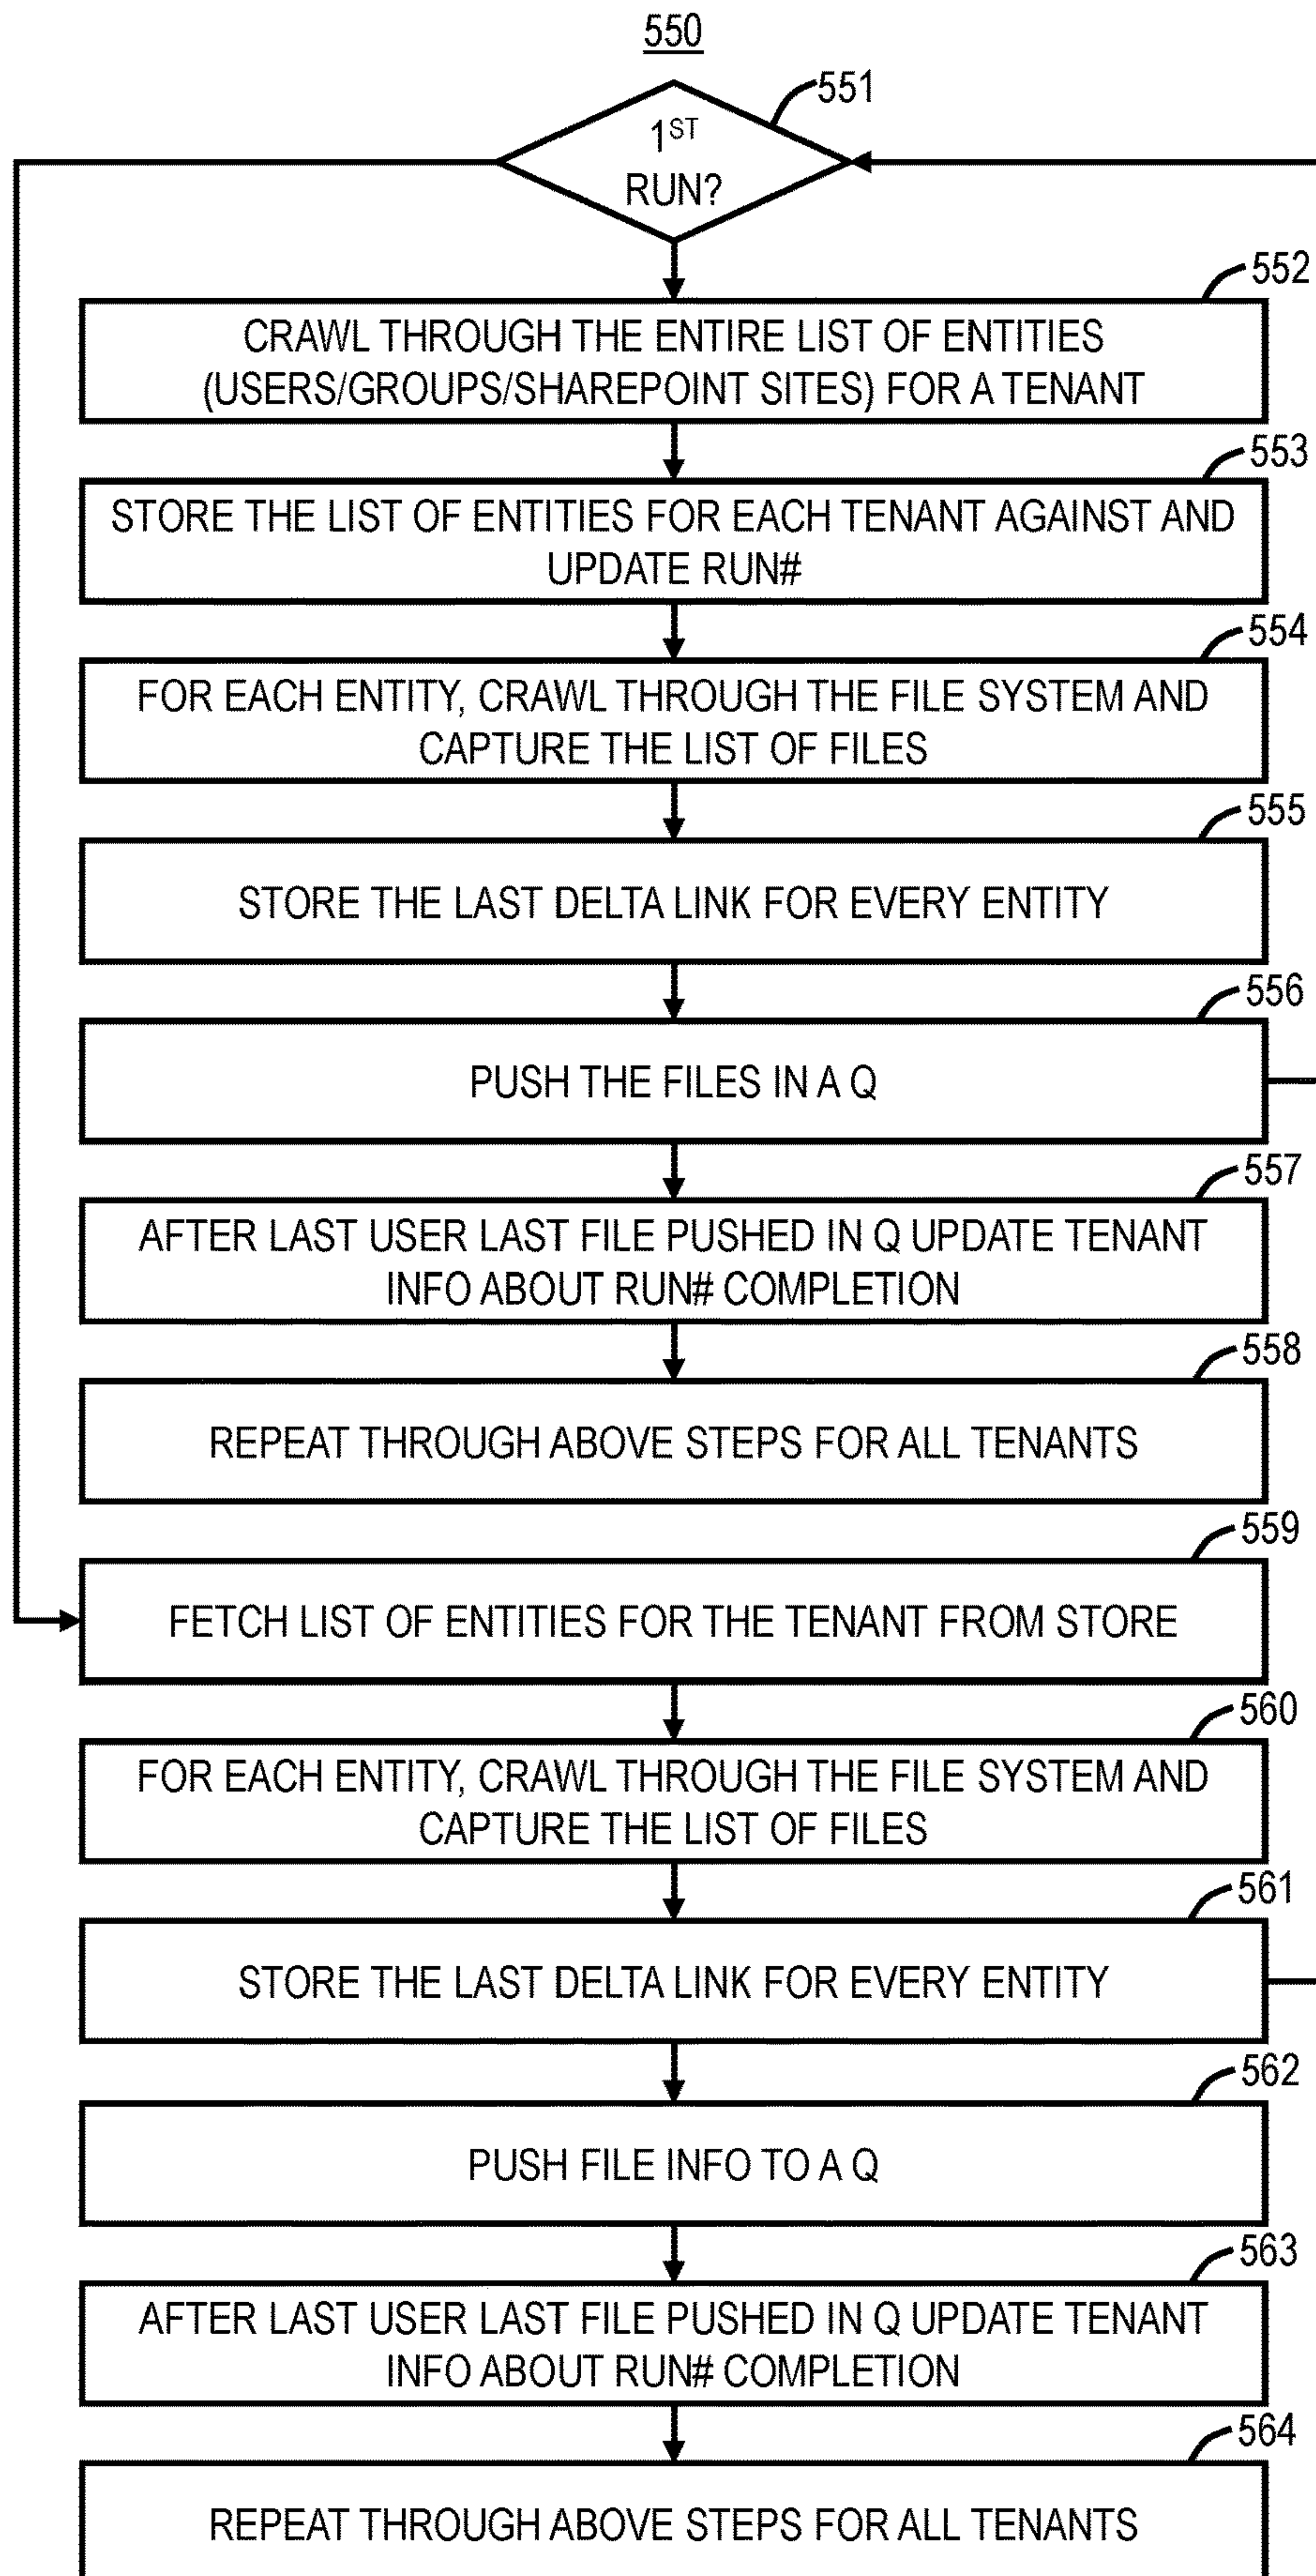 550
551
1ST
RUN?
552
CRAWL THROUGH THE ENTIRE LIST OF ENTITIES
(USERS/GROUPS/SHAREPOINT SITES) FOR A TENANT
553
STORE THE LIST OF ENTITIES FOR EACH TENANT AGAINST AND
UPDATE RUN#
554
FOR EACH ENTITY, CRAWL THROUGH THE FILE SYSTEM AND
CAPTURE THE LIST OF FILES
555
STORE THE LAST DELTA LINK FOR EVERY ENTITY
556
PUSH THE FILES IN A Q
557
AFTER LAST USER LAST FILE PUSHED IN Q UPDATE TENANT
INFO ABOUT RUN# COMPLETION
558
REPEAT THROUGH ABOVE STEPS FOR ALL TENANTS
559
FETCH LIST OF ENTITIES FOR THE TENANT FROM STORE
560
FOR EACH ENTITY, CRAWL THROUGH THE FILE SYSTEM AND
CAPTURE THE LIST OF FILES
561
STORE THE LAST DELTA LINK FOR EVERY ENTITY
562
PUSH FILE INFO TO A Q
563
AFTER LAST USER LAST FILE PUSHED IN Q UPDATE TENANT
INFO ABOUT RUN# COMPLETION
564
REPEAT THROUGH ABOVE STEPS FOR ALL TENANTS